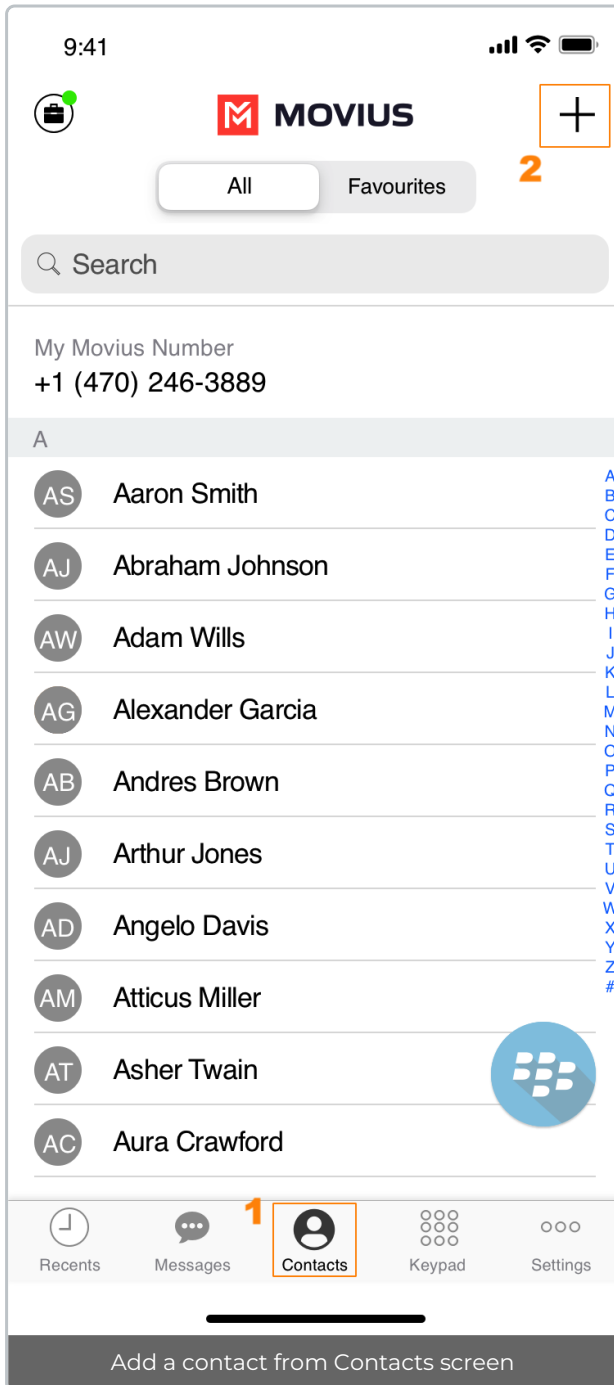 9:41
MOVIUS
2
All Favourites
Search
My Movius Number
+1 (470) 246-3889
A
AS Aaron Smith
AJ Abraham Johnson
AW Adam Wills
AG Alexander Garcia
AB Andres Brown
AJ Arthur Jones
AD Angelo Davis
AM Atticus Miller
AT Asher Twain
AC Aura Crawford
A
B
C
D
E
F
G
H
I
J
K
L
M
N
O
P
Q
R
S
T
U
V
W
X
Y
Z
#
1
Recents Messages Contacts Keypad Settings
Add a contact from Contacts screen